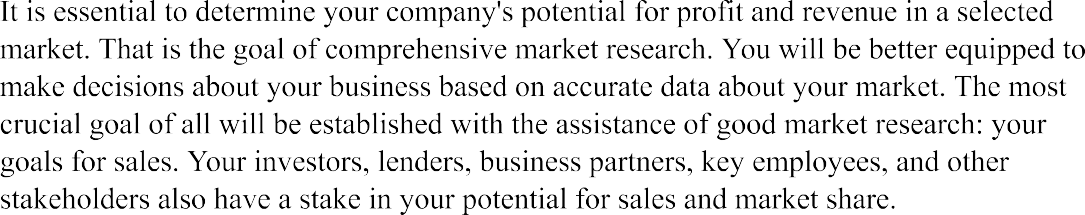 It is essential to determine your company's potential for profit and revenue in a selected
market. That is the goal of comprehensive market research. You will be better equipped to
make decisions about your business based on accurate data about your market. The most
crucial goal of all will be established with the assistance of good market research: your
goals for sales. Your investors, lenders, business partners, key employees, and other
stakeholders also have a stake in your potential for sales and market share.